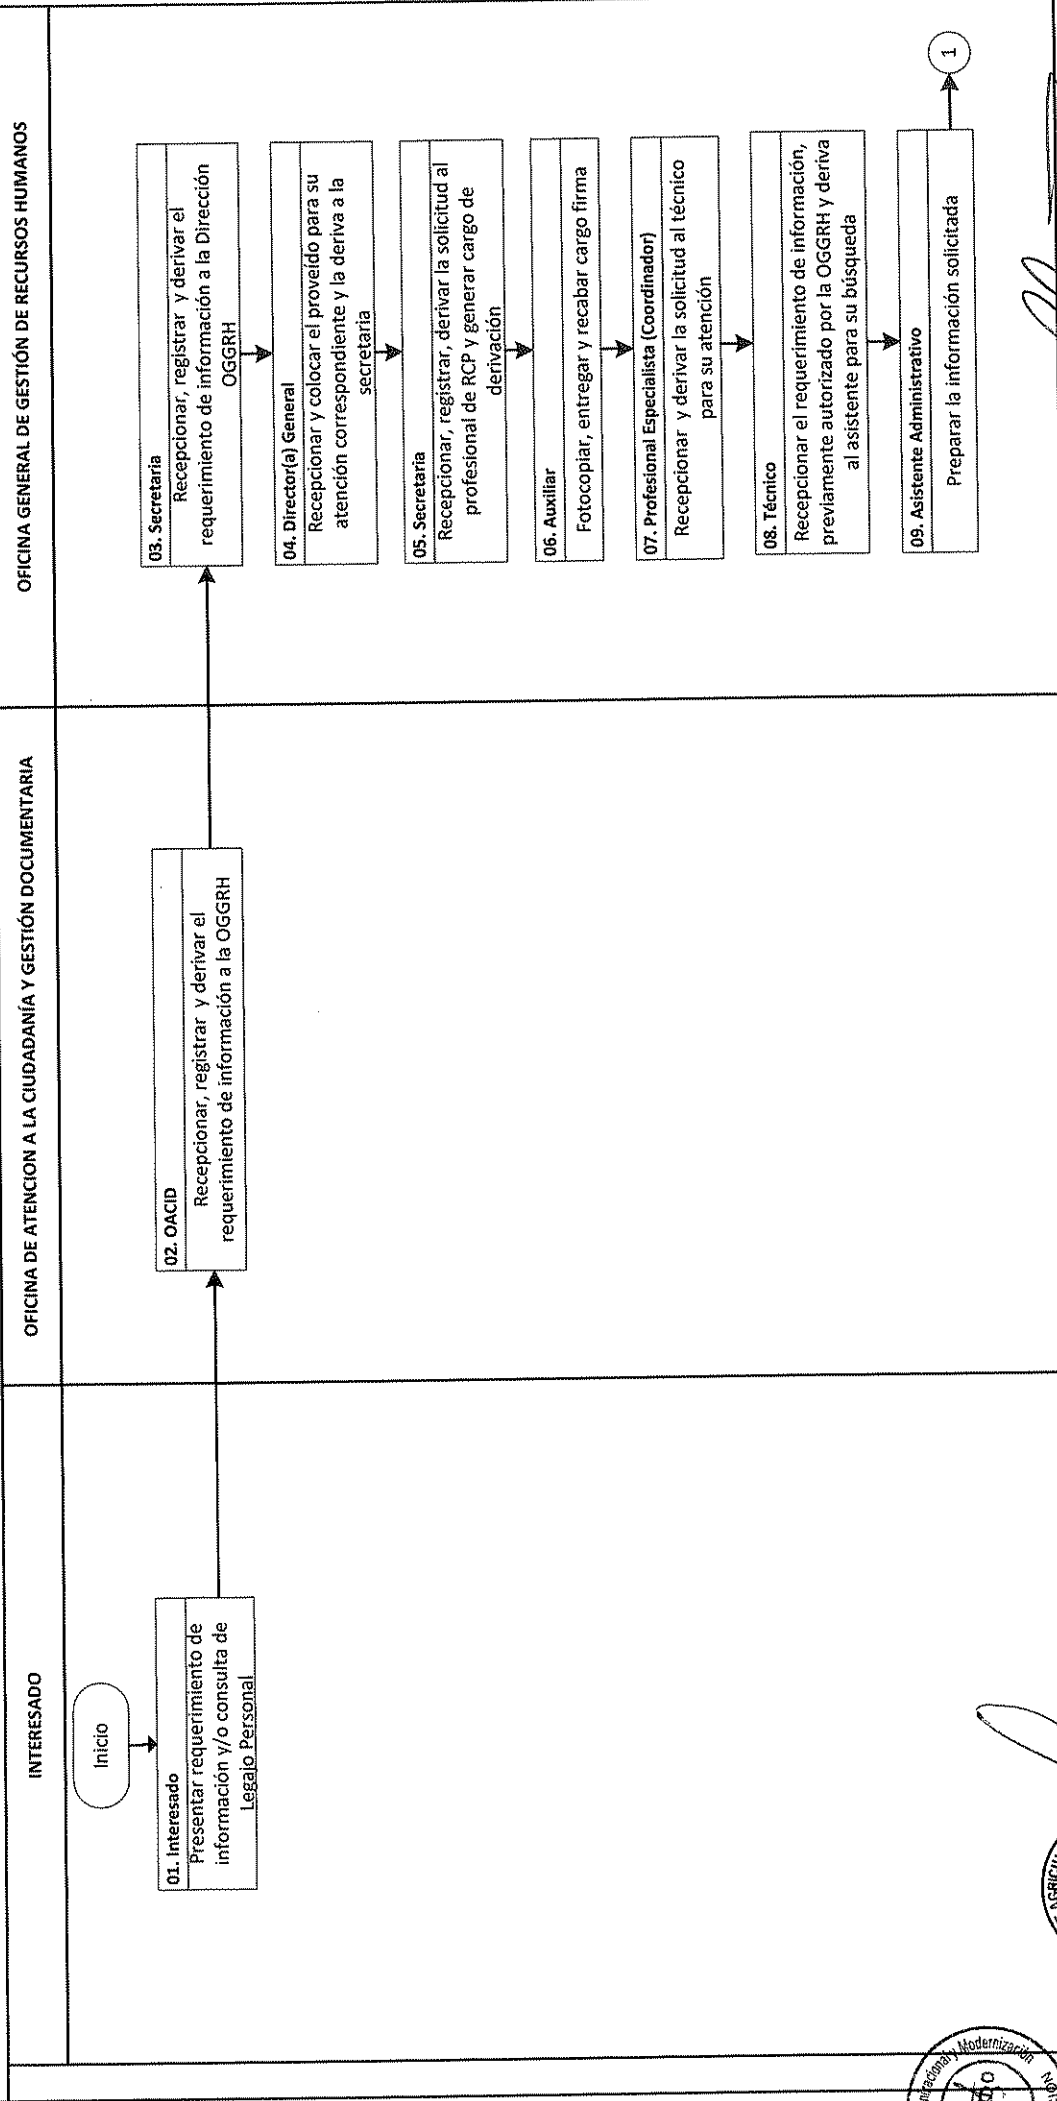 INTERESADO
OFICINA DE ATENCION A LA CIUDADANÍA Y GESTIÓN DOCUMENTARIA
OFICINA GENERAL DE GESTIÓN DE RECURSOS HUMANOS
Inicio
01. Interesado
Presentar requerimiento de
información y/o consulta de
Legajo Personal
02. OACID
Recepcionar, registrar y derivar el
requerimiento de información a la OGGRH
03. Secretaria
Recepcionar, registrar y derivar el
requerimiento de información a la Dirección
OGGRH
04. Director(a) General
Recepcionar y colocar el proveído para su
atención correspondiente y la deriva a la
secretaria
05. Secretaria
Recepcionar, registrar, derivar la solicitud al
profesional de RCP y generar cargo de
derivación
06. Auxiliar
Fotocopiar, entregar y recabar cargo firma
07. Profesional Especialista (Coordinador)
Recepcionar y derivar la solicitud al técnico
para su atención
08. Técnico
Recepcionar el requerimiento de información,
previamente autorizado por la OGGRH y deriva
al asistente para su búsqueda
09. Asistente Administrativo
Preparar la información solicitada
1
y Modernización